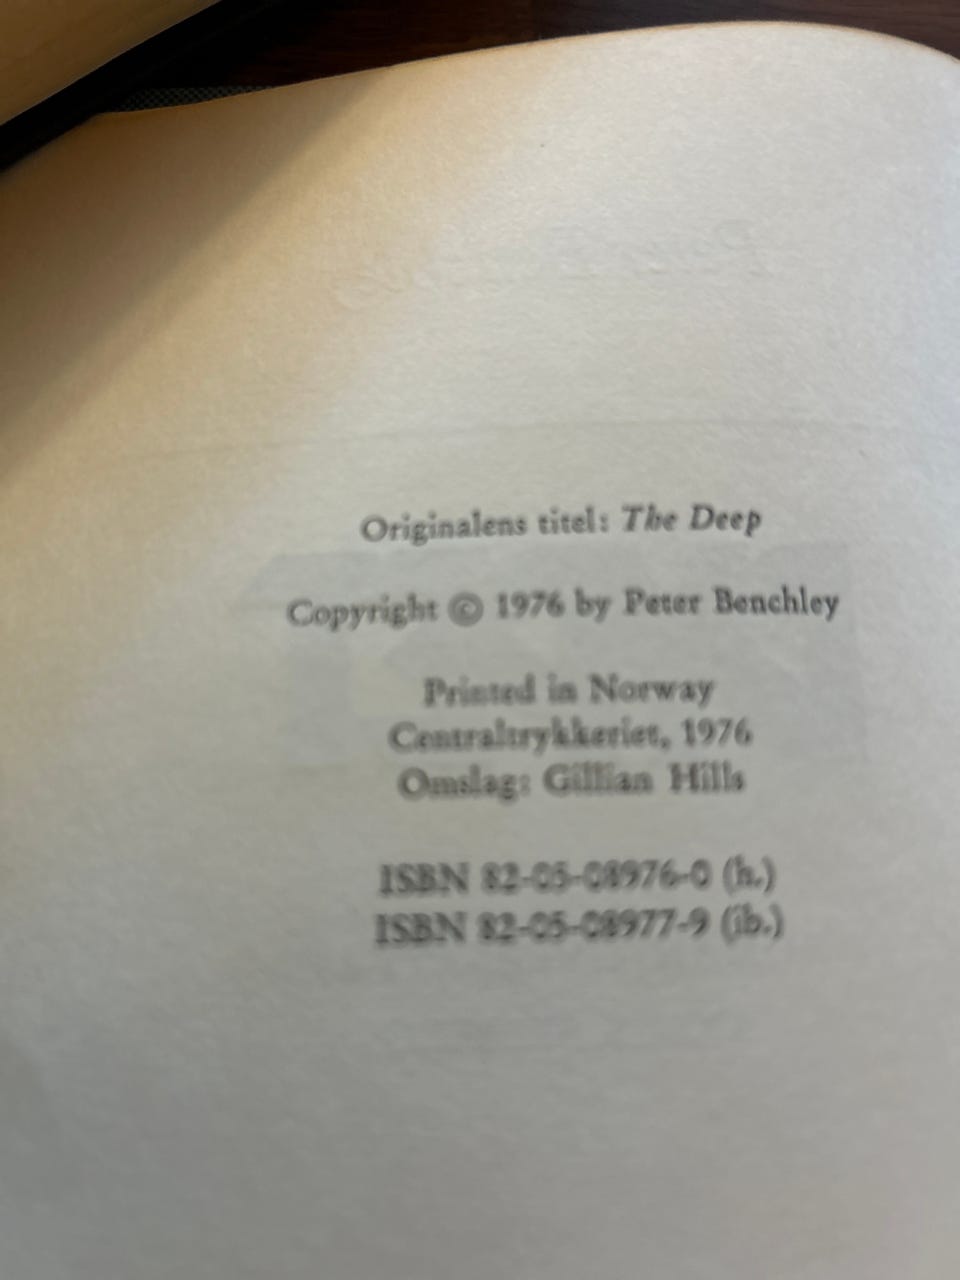 Originalens titel: The Deep
Copyright © 1976 by Peter Benchley
Printed in Norway
Centraltrykkeriet, 1976
Omslag: Gillian Hills
ISBN 82-05-08976-0 (h.)
ISBN 82-05-08977-9 (ib.)